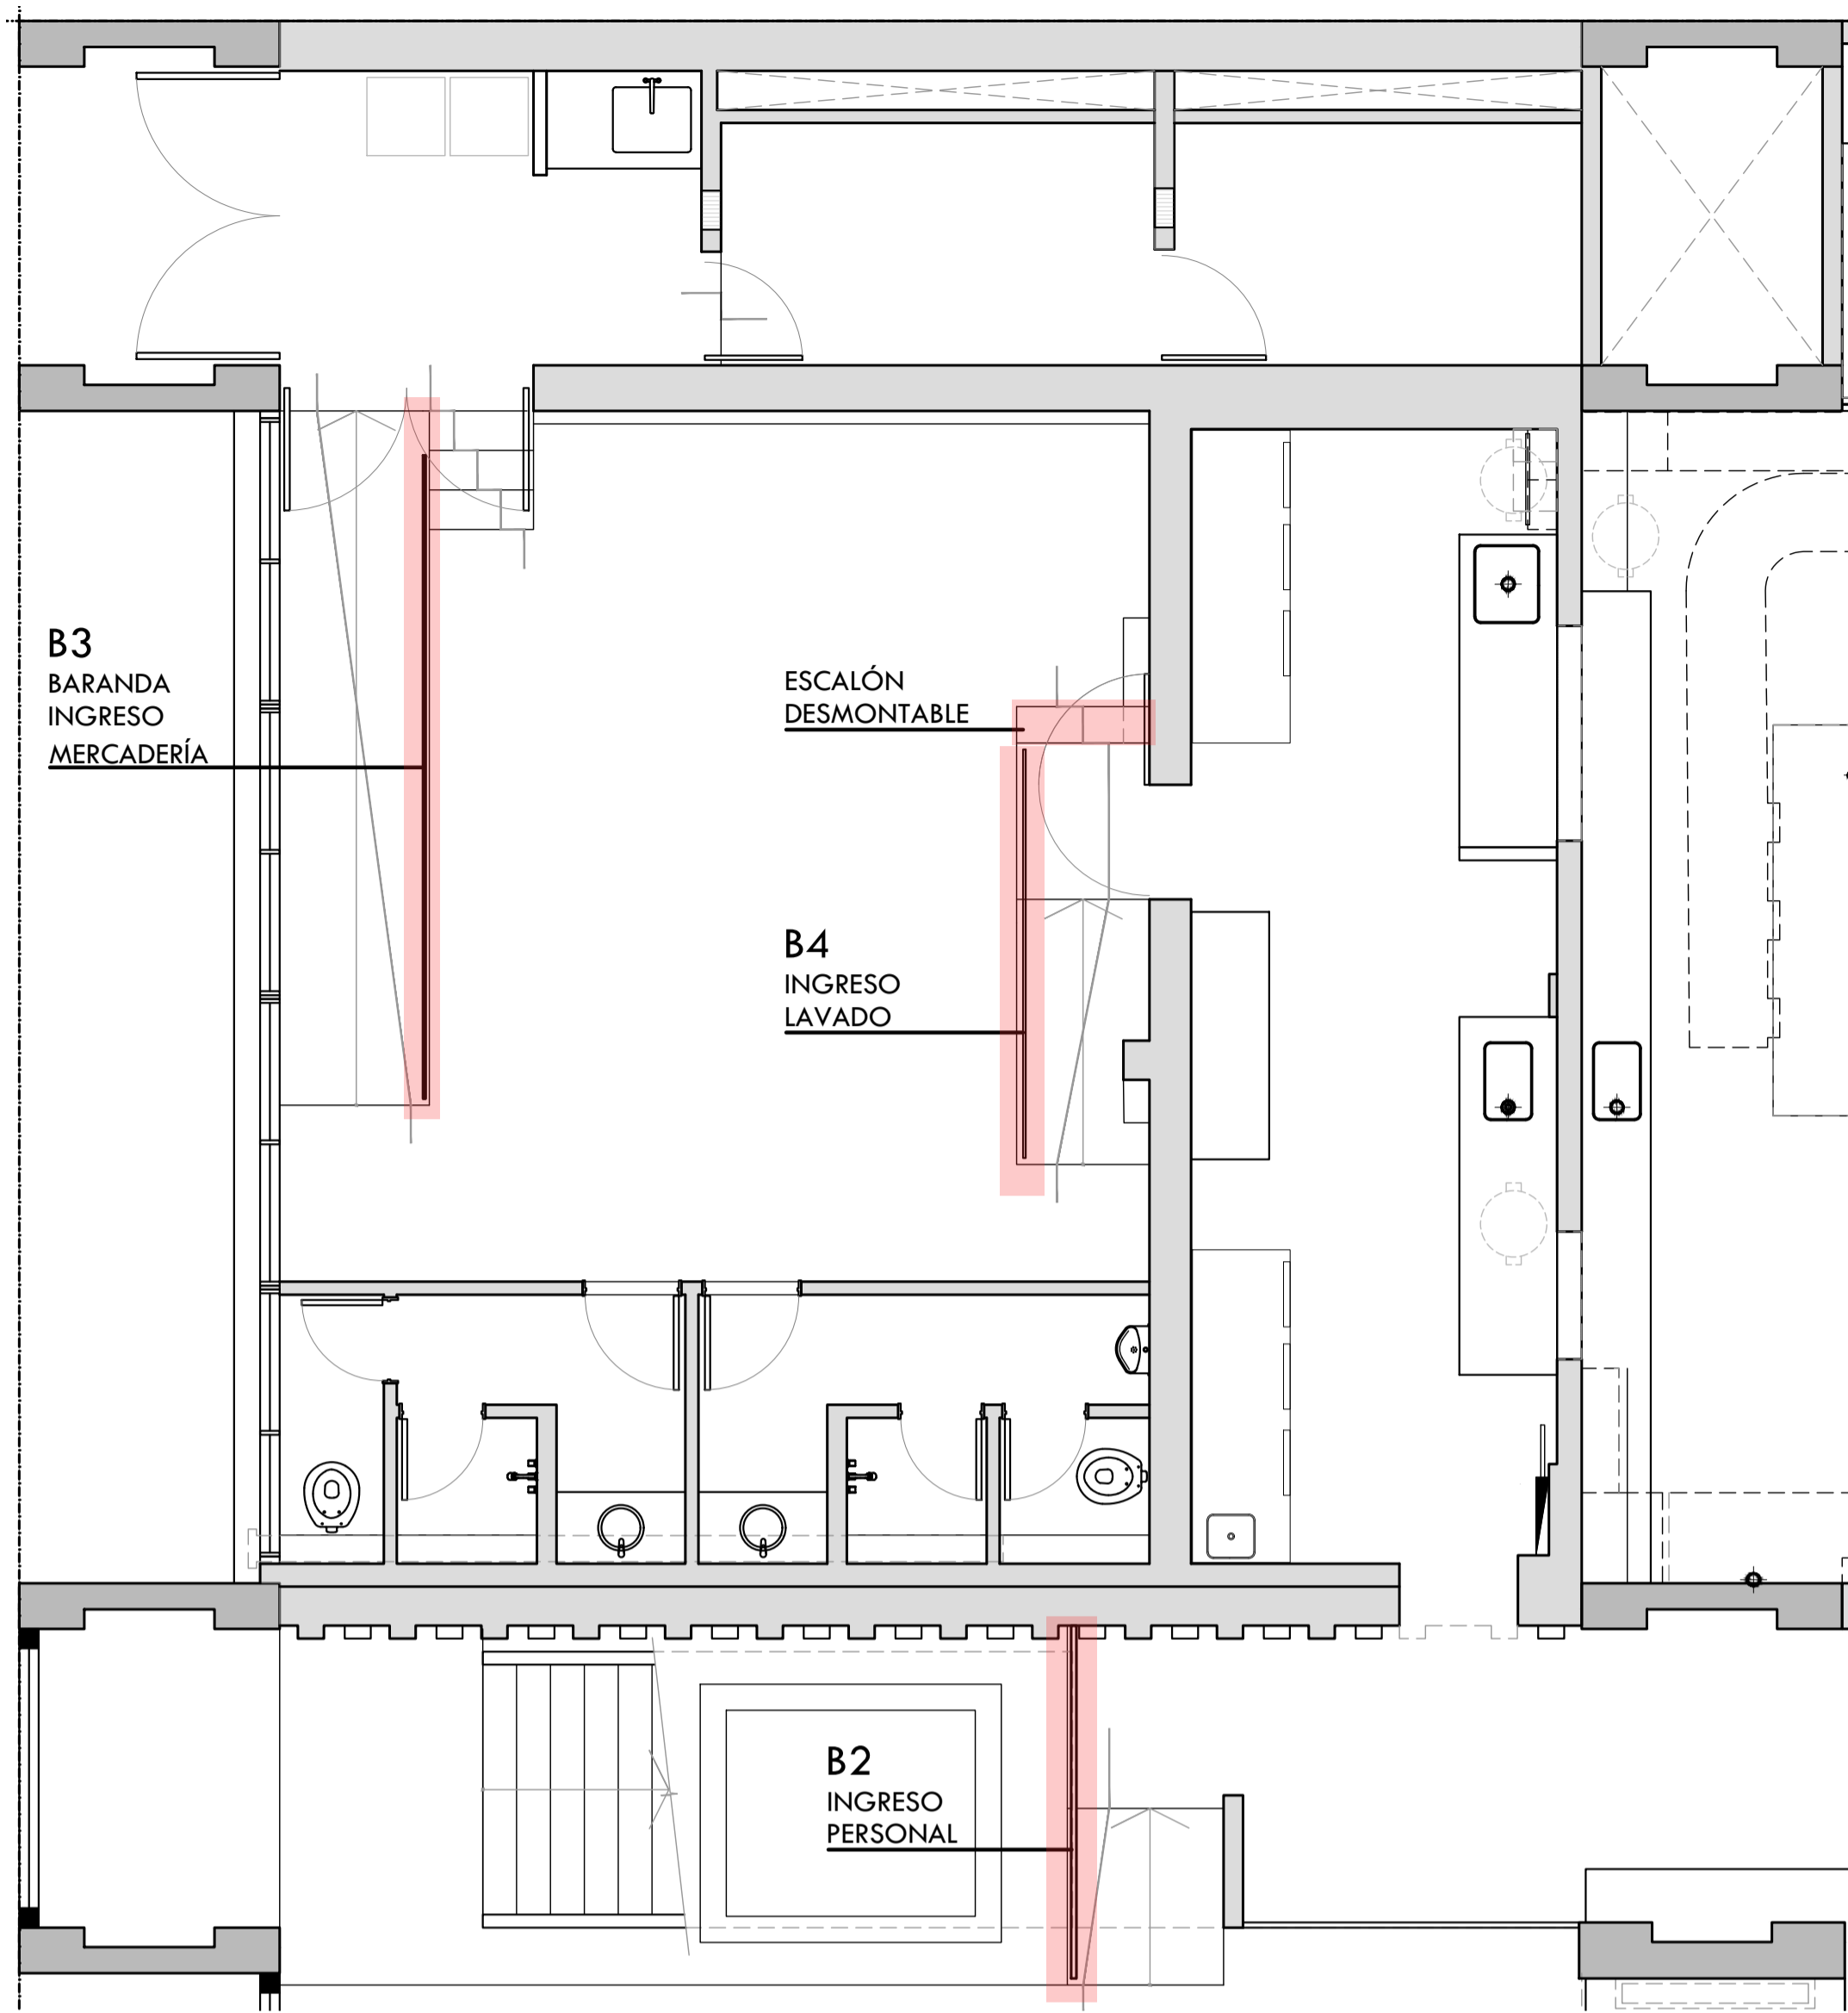 B3
BARANDA
INGRESO
MERCADERÍA
ESCALÓN
DESMONTABLE
B4
INGRESO
LAVADO
B2
INGRESO
PERSONAL